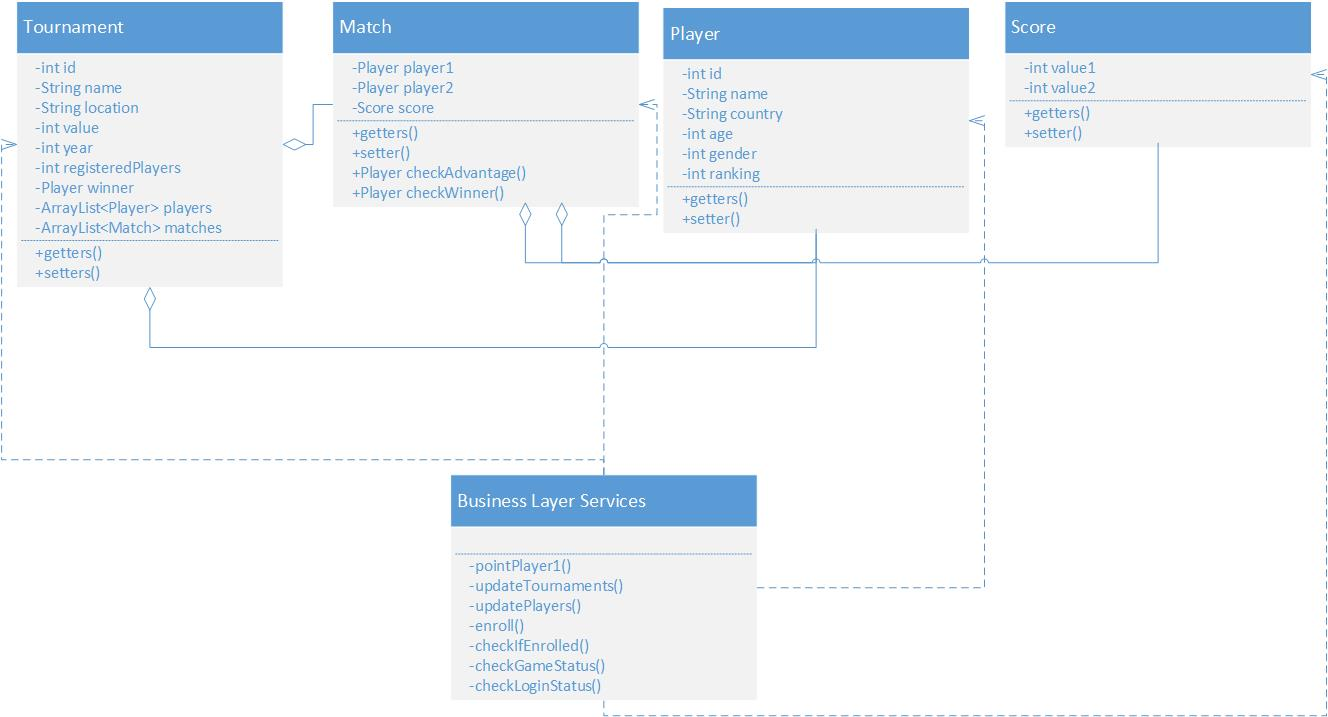 Tournament
-int id
-String name
-String location
-int value
-int year
-int registeredPlayers
-Player winner
-ArrayList<Player> players
-ArrayList<Match> matches
+getters()
+setters()
Match
-Player player1
-Player player2
-Score score
+getters()
+setter()
+Player checkAdvantage()
+Player checkWinner()
Player
-int id
-String name
-String country
-int age
-int gender
-int ranking
+getters()
+setter()
Score
-int value1
-int value2
+getters()
+setter()
Business Layer Services
-pointPlayer1()
-updateTournaments()
-updatePlayers()
-enroll()
-checkIfEnrolled()
-checkGameStatus()
-checkLoginStatus()